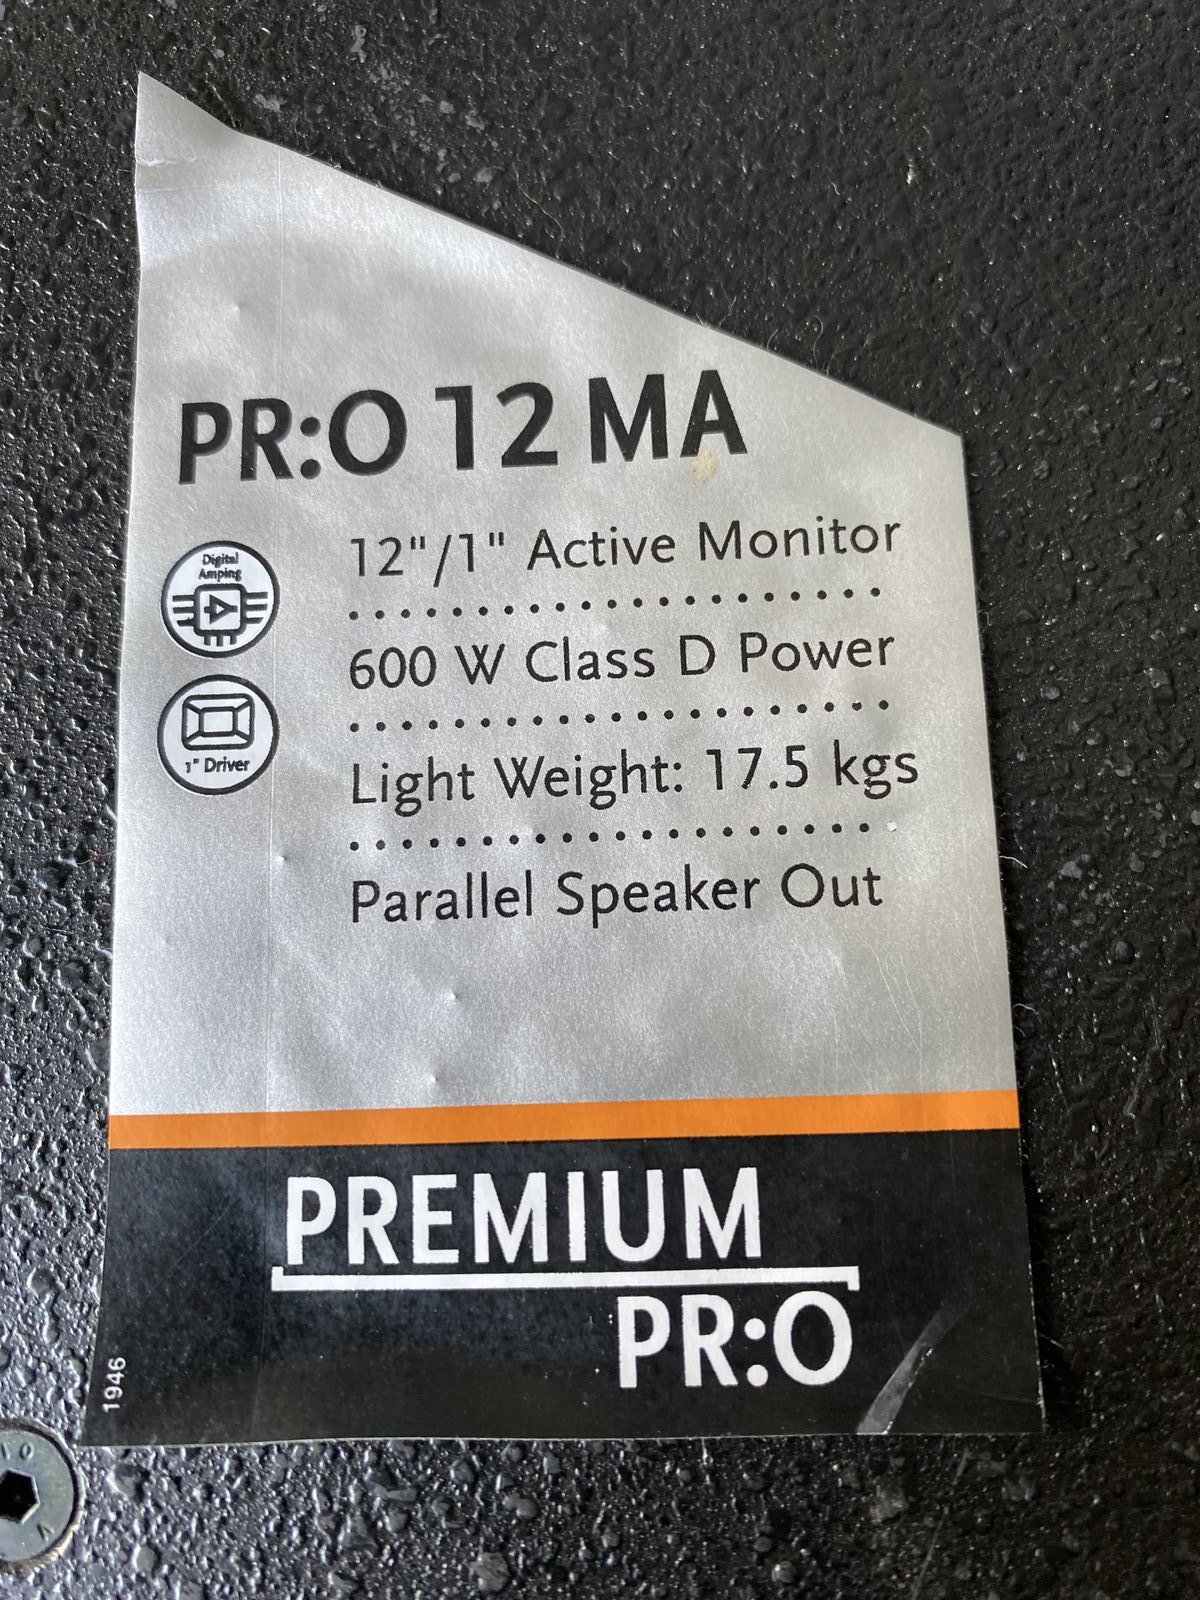 PR:O 12 MA
Digital
Amping
12"/1" Active Monitor
600 W Class D Power
1" Driver
Light Weight: 17.5 kgs
Parallel Speaker Out
PREMIUM
PR:O
1946